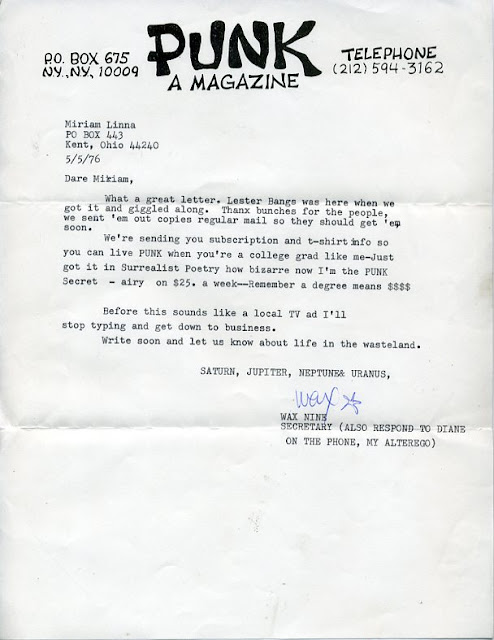 P.O. BOX 675
N.Y., N.Y. 10009
PUNK
A MAGAZINE
TELEPHONE
(212) 594-3162
Miriam Linna
PO BOX 443
Kent, Ohio 44240
5/5/76
Dare Miriam,
What a great letter. Lester Bangs was here when we
got it and giggled along. Thanx bunches for the people,
we sent 'em out copies regular mail so they should get 'em
soon.
We're sending you subscription and t-shirt info so
you can live PUNK when you're a college grad like me-Just
got it in Surrealist Poetry how bizarre now I'm the PUNK
Secret - airy on $25. a week--Remember a degree means $$$$
Before this sounds like a local TV ad I'll
stop typing and get down to business.
Write soon and let us know about life in the wasteland.
SATURN, JUPITER, NEPTUNE& URANUS,
wax
WAX NINE
SECRETARY (ALSO RESPOND TO DIANE
ON THE PHONE, MY ALTEREGO)